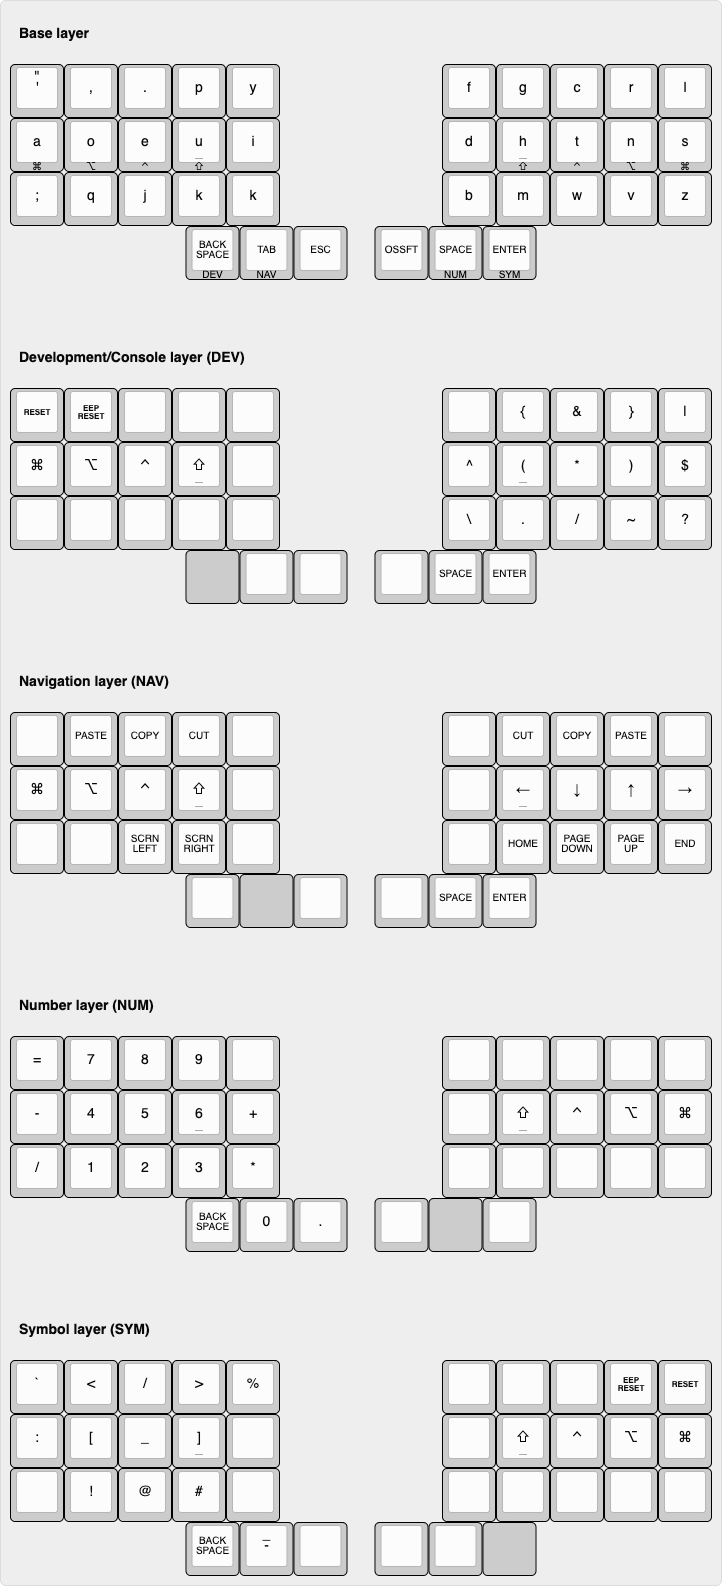 Base layer
"
' , . p y f g c r l
a o e u i d h t n s
⌘ ⌥ ^ _ ⇧ _ ⇧ ^ ⌥ ⌘
; q j k k b m w v z
BACK SPACE TAB ESC OSSFT SPACE ENTER
DEV NAV NUM SYM
Development/Console layer (DEV)
RESET EEP RESET { & } |
⌘ ⌥ ^ ⇧ _ ^ ( _ * ) $
\ . / ~ ?
SPACE ENTER
Navigation layer (NAV)
PASTE COPY CUT CUT COPY PASTE
⌘ ⌥ ^ ⇧ _ ← _ ↓ ↑ →
SCRN LEFT SCRN RIGHT HOME PAGE DOWN PAGE UP END
SPACE ENTER
Number layer (NUM)
= 7 8 9
- 4 5 6 _ + ⇧ _ ^ ⌥ ⌘
/ 1 2 3 *
BACK SPACE 0 .
Symbol layer (SYM)
` < / > % EEP RESET RESET
: [ _ ] _ ⇧ _ ^ ⌥ ⌘
! @ #
BACK SPACE _ -